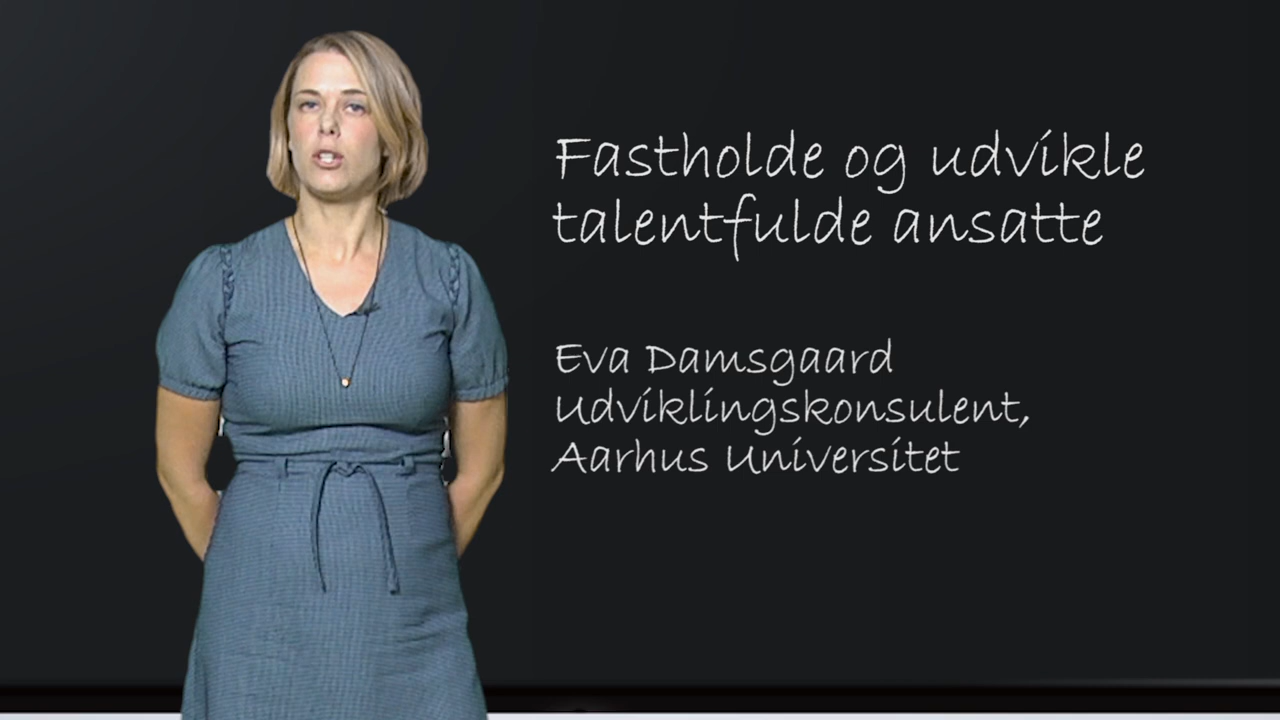 Fastholde og udvikle
talentfulde ansatte
Eva Damsgaard
Udviklingskonsulent,
Aarhus Universitet